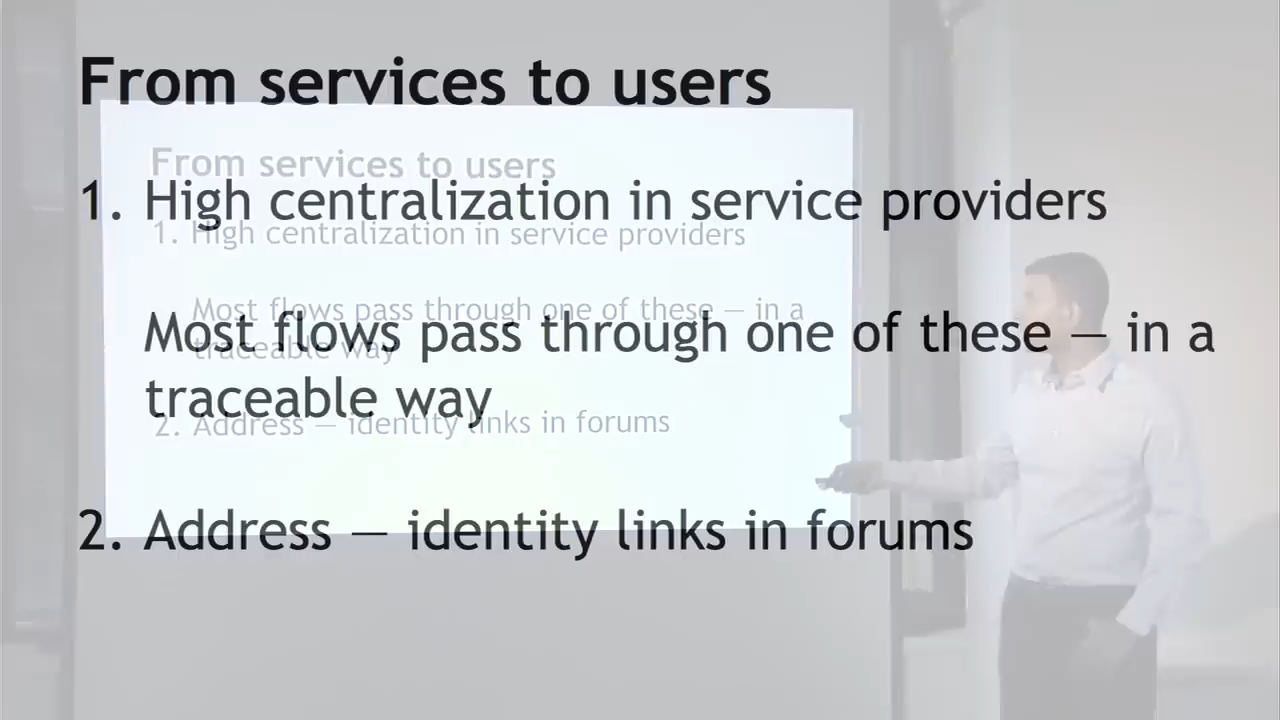 From services to users
1. High centralization in service providers
Most flows pass through one of these — in a
traceable way
2. Address — identity links in forums
From services to users
1. High centralization in service providers
Most flows pass through one of these — in a
traceable way
2. Address — identity links in forums